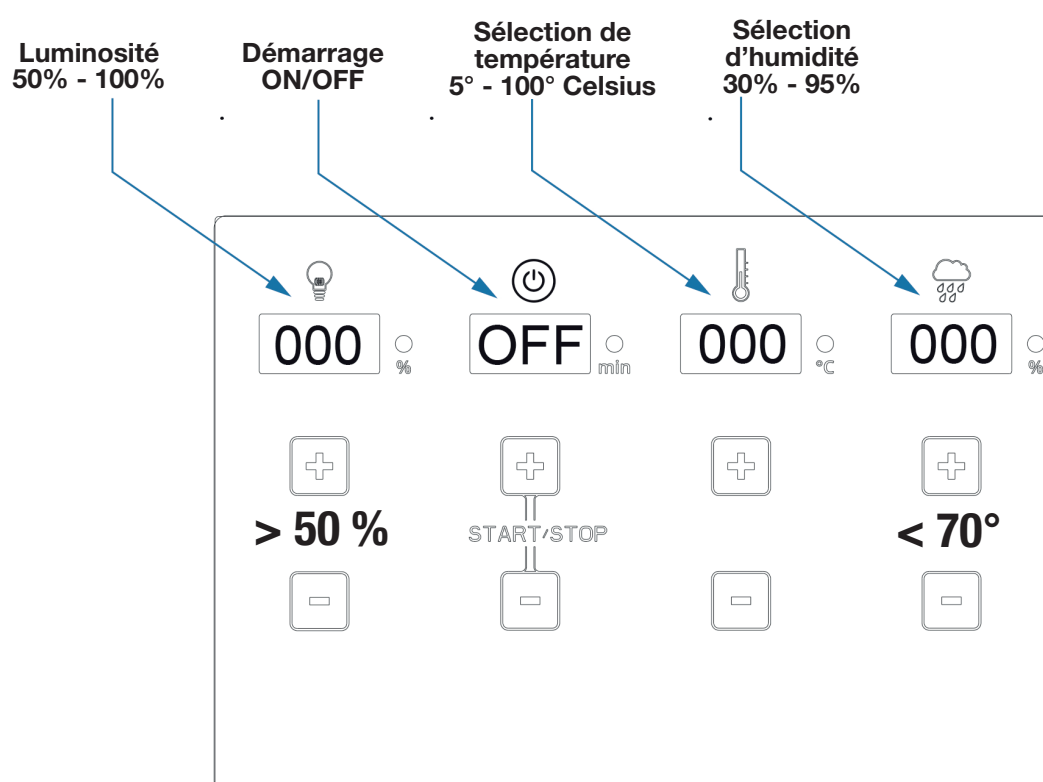 Luminosité
50% - 100%
Démarrage
ON/OFF
Sélection de
température
5° - 100° Celsius
Sélection
d’humidité
30% - 95%
000
%
OFF
min
000
°C
000
%
> 50 %
START/STOP
< 70°